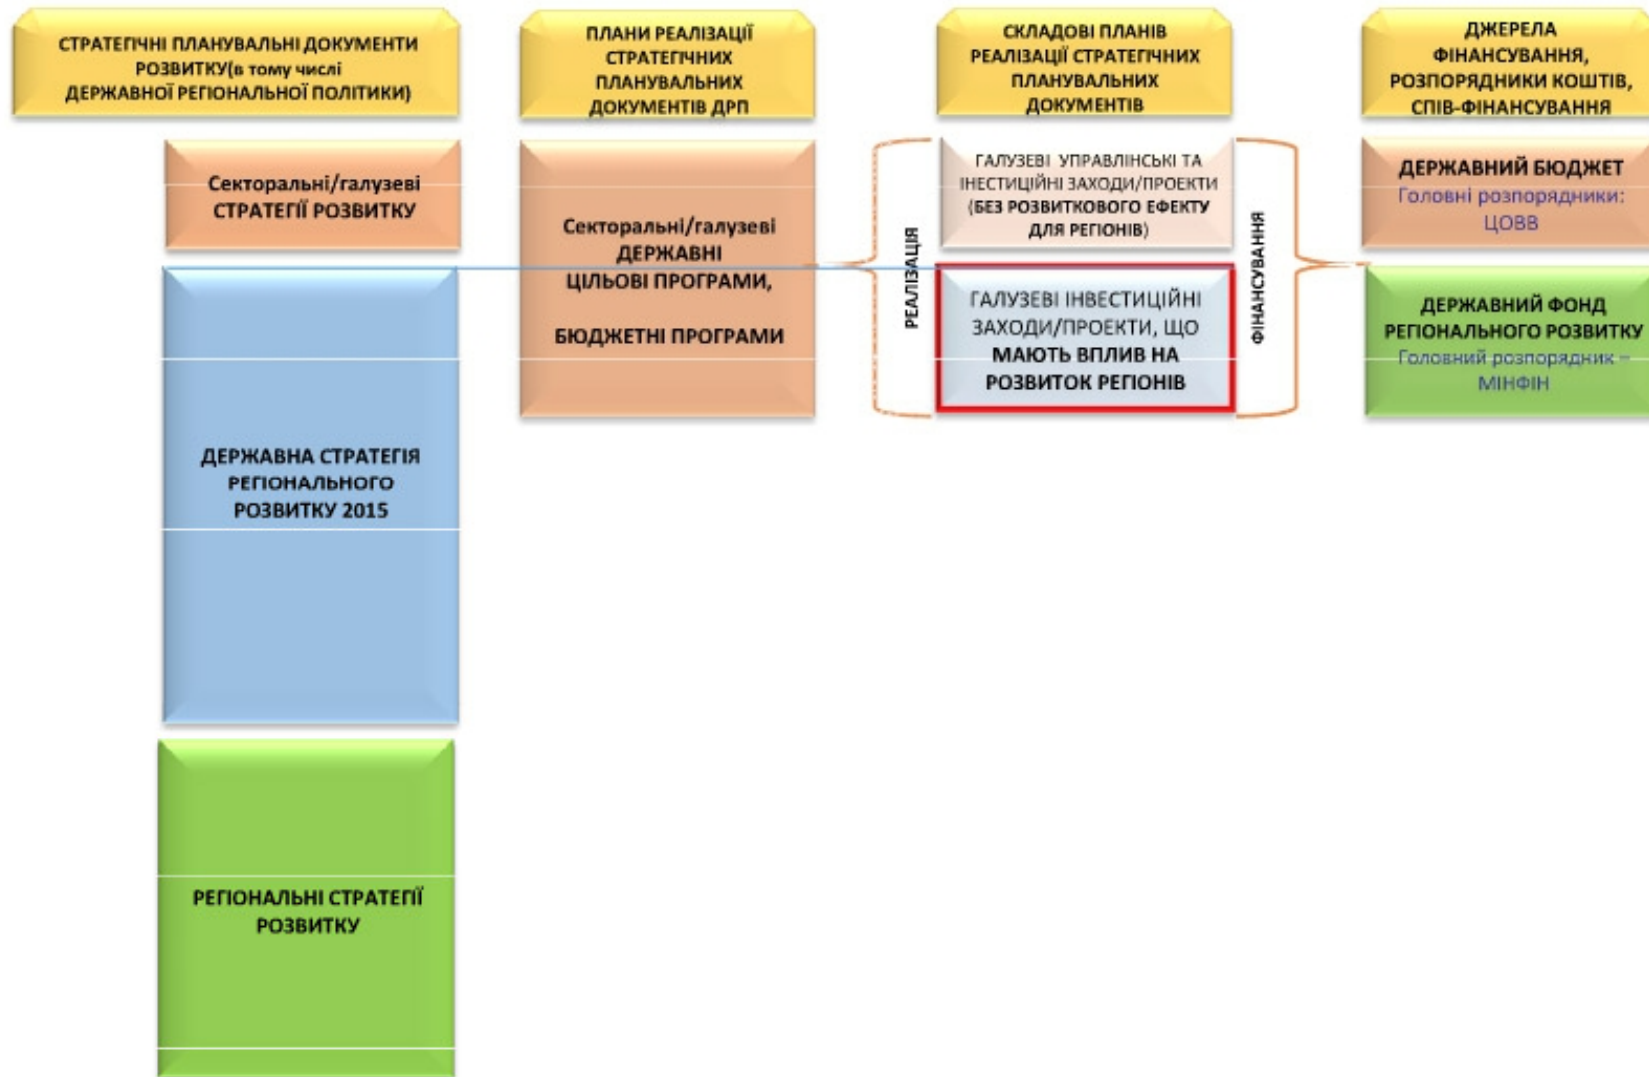 СТРАТЕГІЧНІ ПЛАНУВАЛЬНІ ДОКУМЕНТИ
РОЗВИТКУ(в тому числі
ДЕРЖАВНОЇ РЕГІОНАЛЬНОЇ ПОЛІТИКИ)
ПЛАНИ РЕАЛІЗАЦІЇ
СТРАТЕГІЧНИХ
ПЛАНУВАЛЬНИХ
ДОКУМЕНТІВ ДРП
СКЛАДОВІ ПЛАНІВ
РЕАЛІЗАЦІЇ СТРАТЕГІЧНИХ
ПЛАНУВАЛЬНИХ
ДОКУМЕНТІВ
ДЖЕРЕЛА
ФІНАНСУВАННЯ,
РОЗПОРЯДНИКИ КОШТІВ,
СПІВ-ФІНАНСУВАННЯ
Секторальні/галузеві
СТРАТЕГІЇ РОЗВИТКУ
Секторальні/галузеві
ДЕРЖАВНІ
ЦІЛЬОВІ ПРОГРАМИ,
БЮДЖЕТНІ ПРОГРАМИ
РЕАЛІЗАЦІЯ
ГАЛУЗЕВІ УПРАВЛІНСЬКІ ТА
ІНЕСТИЦІЙНІ ЗАХОДИ/ПРОЕКТИ
(БЕЗ РОЗВИТКОВОГО ЕФЕКТУ
ДЛЯ РЕГІОНІВ)
ГАЛУЗЕВІ ІНВЕСТИЦІЙНІ
ЗАХОДИ/ПРОЕКТИ, ЩО
МАЮТЬ ВПЛИВ НА
РОЗВИТОК РЕГІОНІВ
ФІНАНСУВАННЯ
ДЕРЖАВНИЙ БЮДЖЕТ
Головні розпорядники:
ЦОВВ
ДЕРЖАВНИЙ ФОНД
РЕГІОНАЛЬНОГО РОЗВИТКУ
Головний розпорядник –
МІНФІН
ДЕРЖАВНА СТРАТЕГІЯ
РЕГІОНАЛЬНОГО
РОЗВИТКУ 2015
РЕГІОНАЛЬНІ СТРАТЕГІЇ
РОЗВИТКУ